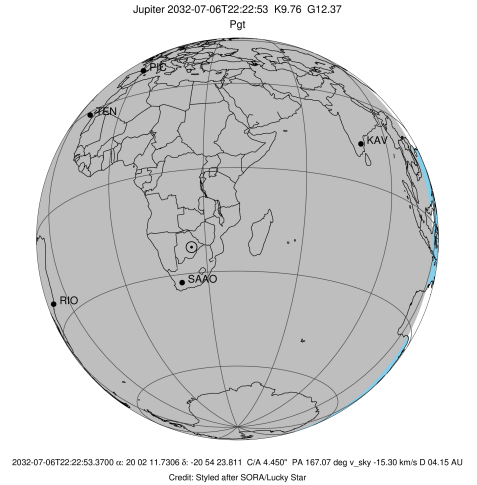 Jupiter 2032-07-06T22:22:53 K9.76 G12.37
Pgt
PIC
TEN
KAV
SAAO
RIO
2032-07-06T22:22:53.3700 α: 20 02 11.7306 δ: -20 54 23.811 C/A 4.450" PA 167.07 deg v_sky -15.30 km/s D 04.15 AU
Credit: Styled after SORA/Lucky Star